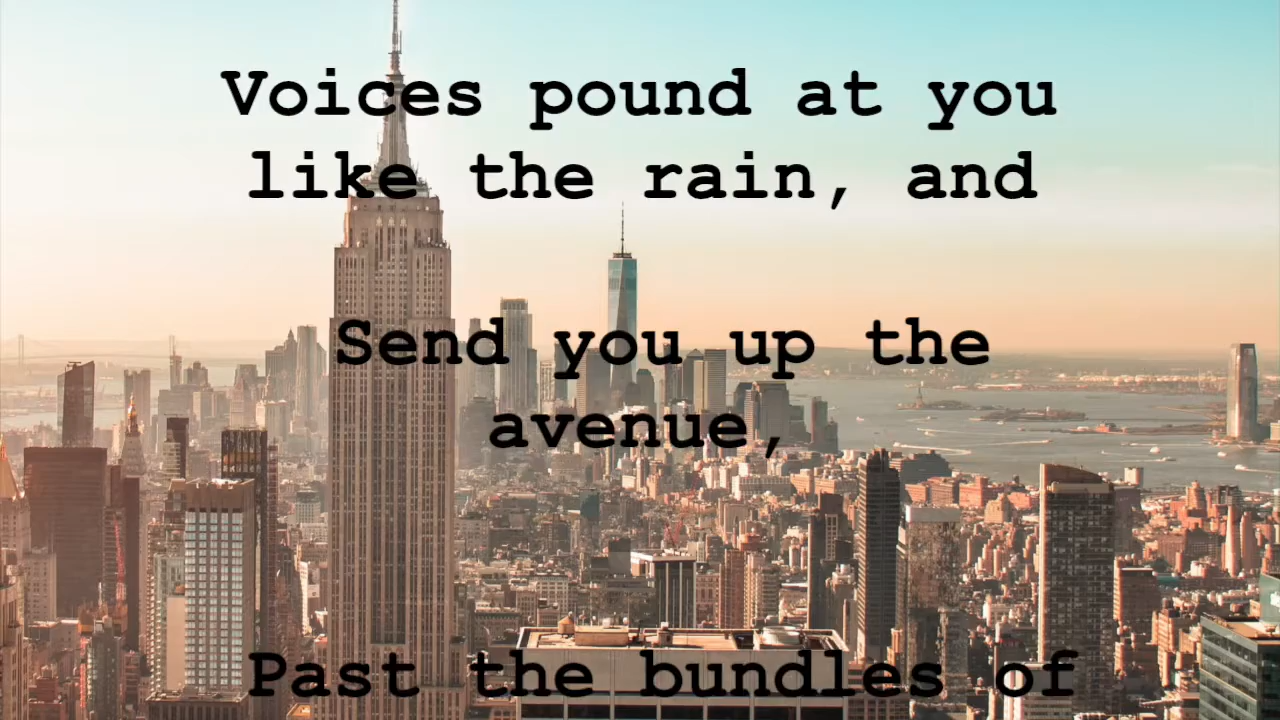 Voices pound at you
like the rain, and
Send you up the
avenue,
Past the bundles of